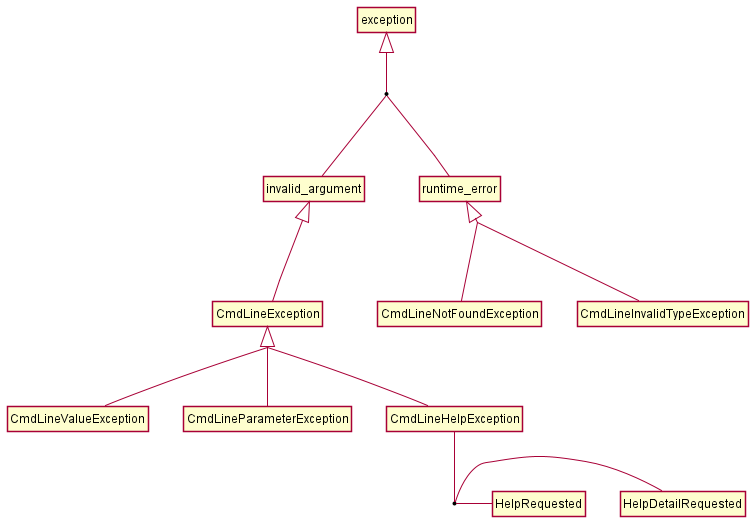 exception
invalid_argument
runtime_error
CmdLineException
CmdLineNotFoundException
CmdLineInvalidTypeException
CmdLineValueException
CmdLineParameterException
CmdLineHelpException
HelpRequested
HelpDetailRequested